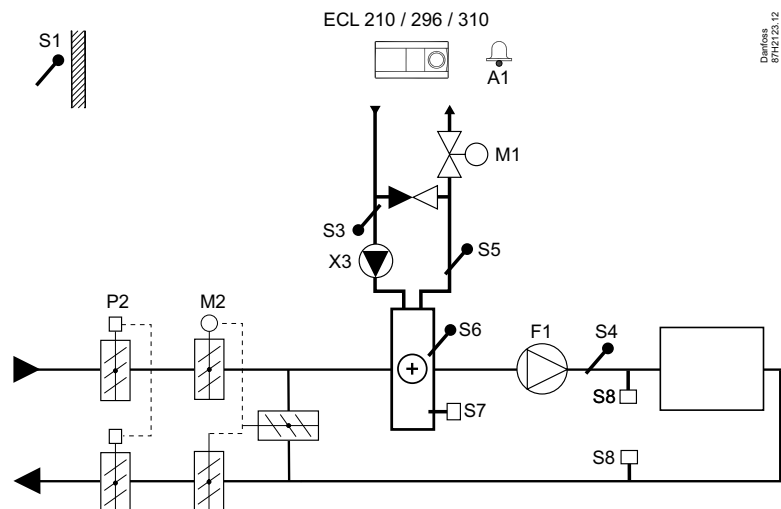 ECL 210 / 296 / 310
S1
A1
Danfoss
87H2123.12
M1
S3
X3
S5
P2
M2
S6
F1
S4
S8
S7
S8